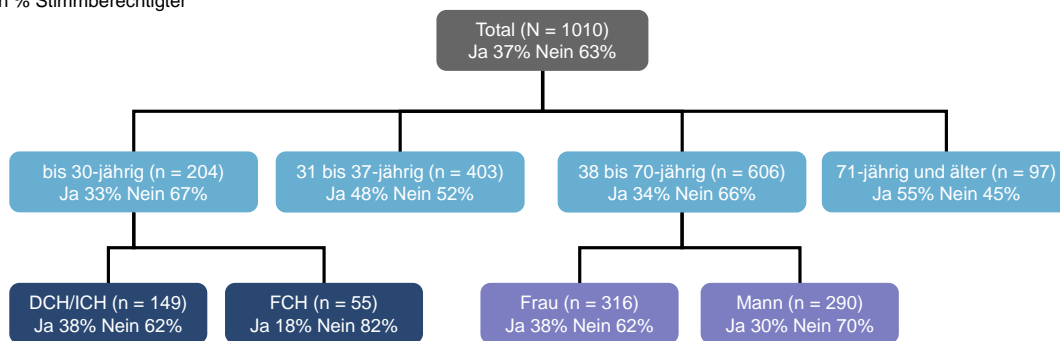 % Stimmberechtigter
Total (N = 1010)
Ja 37% Nein 63%
bis 30-jährig (n = 204)
Ja 33% Nein 67%
31 bis 37-jährig (n = 403)
Ja 48% Nein 52%
38 bis 70-jährig (n = 606)
Ja 34% Nein 66%
71-jährig und älter (n = 97)
Ja 55% Nein 45%
DCH/ICH (n = 149)
Ja 38% Nein 62%
FCH (n = 55)
Ja 18% Nein 82%
Frau (n = 316)
Ja 38% Nein 62%
Mann (n = 290)
Ja 30% Nein 70%